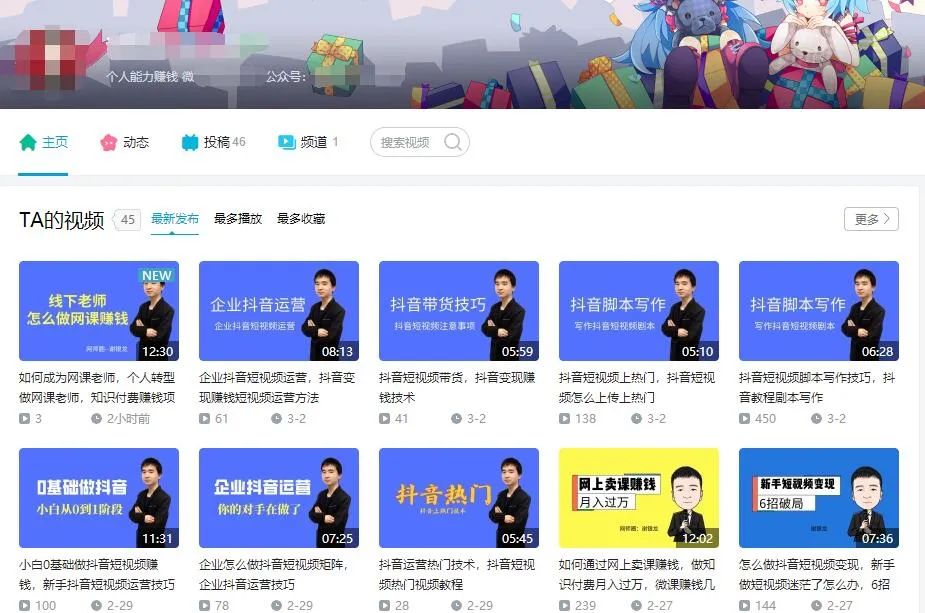 个人能力赚钱 微
公众号：
主页
动态
投稿 46
频道 1
搜索视频
TA的视频 45 最新发布 最多播放 最多收藏
更多
NEW
线下老师
怎么做网课赚钱
网师圈--谢银龙
12:30
企业抖音运营
企业抖音短视频运营
08:13
抖音带货技巧
抖音短视频注意事项
05:59
抖音脚本写作
写作抖音短视频剧本
05:10
抖音脚本写作
写作抖音短视频剧本
06:28
如何成为网课老师，个人转型
做网课老师，知识付费赚钱项
3 2小时前
企业抖音短视频运营，抖音变
现赚钱短视频运营方法
61 3-2
抖音短视频带货，抖音变现赚
钱技术
41 3-2
抖音短视频上热门，抖音短视
频怎么上传上热门
138 3-2
抖音短视频脚本写作技巧，抖
音教程剧本写作
450 3-2
0基础做抖音
小白从0到1阶段
11:31
企业抖音运营
你的对手在做了
07:25
抖音热门
抖音上热门技术
05:45
网上卖课赚钱
月入过万
网师圈：谢银龙
12:02
新手短视频变现
6招破局
谢银龙
07:36
小白0基础做抖音短视频赚
钱，新手抖音短视频运营技巧
100 2-29
企业怎么做抖音短视频矩阵，
企业抖音运营技巧
78 2-29
抖音运营热门技术，抖音短视
频热门视频教程
28 2-29
如何通过网上卖课赚钱，做知
识付费月入过万，微课赚钱几
239 2-27
怎么做抖音短视频变现，新手
做短视频迷茫了怎么办，6招
144 2-27